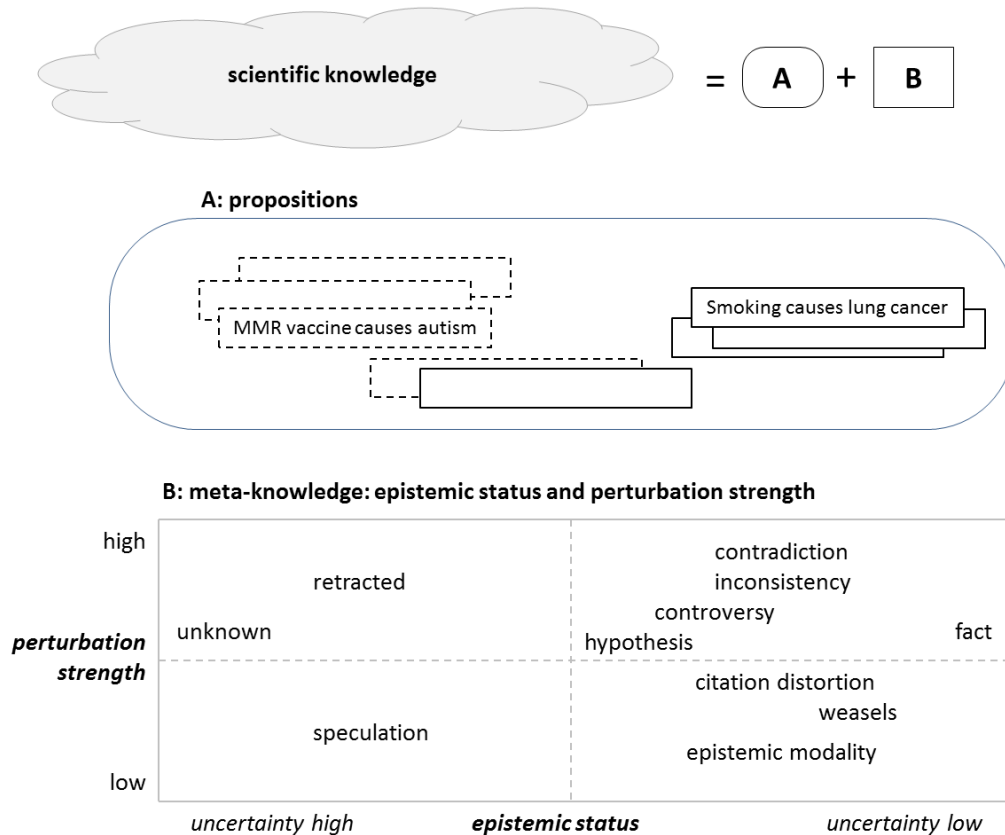 scientific knowledge = A + B
A: propositions
MMR vaccine causes autism
Smoking causes lung cancer
B: meta-knowledge: epistemic status and perturbation strength
high
contradiction
retracted
inconsistency
controversy
unknown
fact
perturbation
strength
hypothesis
citation distortion
weasels
speculation
epistemic modality
low
uncertainty high
epistemic status
uncertainty low